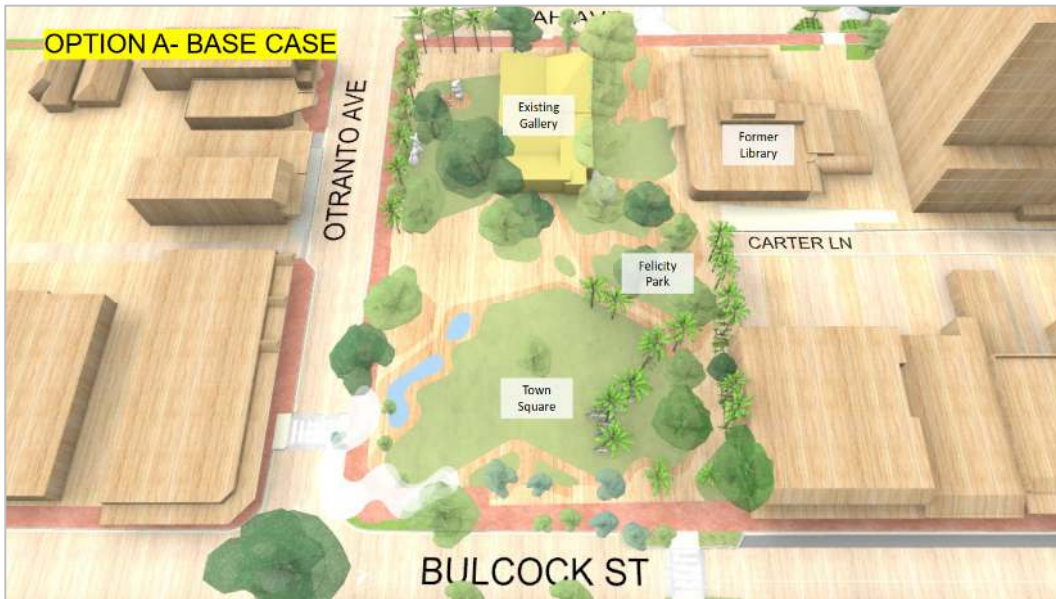 OPTION A- BASE CASE
OTRANTO AVE
Existing
Gallery
Former
Library
CARTER LN
Felicity
Park
Town
Square
BULCOCK ST